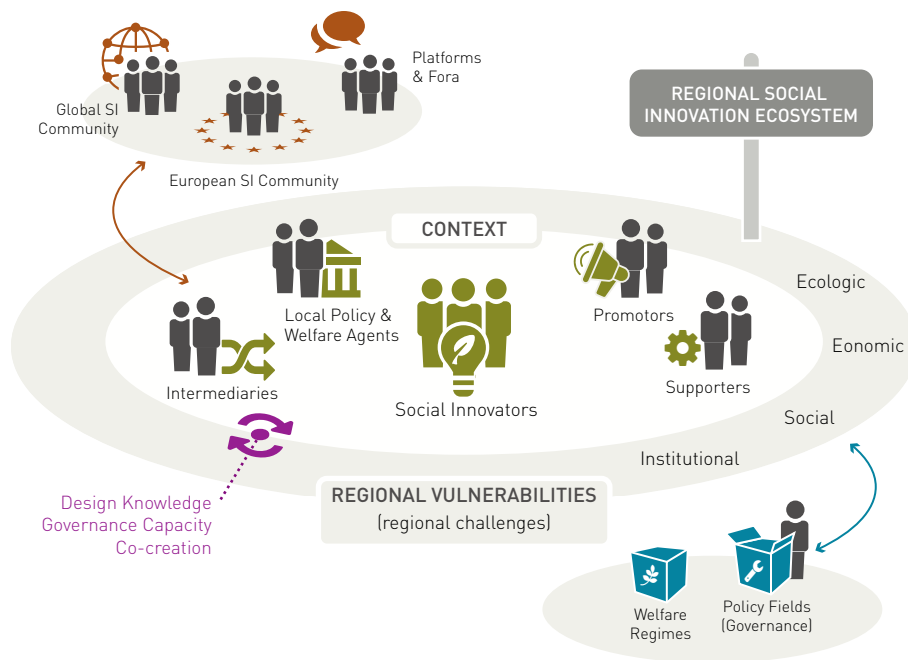 Platforms
& Fora
Global SI
Community
European SI Community
REGIONAL SOCIAL
INNOVATION ECOSYSTEM
CONTEXT
Local Policy &
Welfare Agents
Promotors
Intermediaries
Social Innovators
Supporters
Ecologic
Eonomic
Social
Institutional
REGIONAL VULNERABILITIES
(regional challenges)
Design Knowledge
Governance Capacity
Co-creation
Welfare
Regimes
Policy Fields
(Governance)